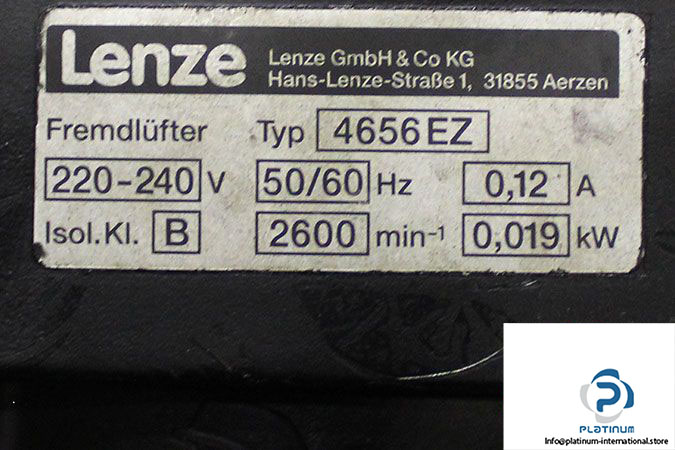 Lenze
Lenze GmbH & Co KG
Hans-Lenze-Straße 1, 31855 Aerzen
Fremdlüfter Typ 4656 EZ
220-240 V 50/60 Hz 0,12 A
Isol. Kl. B 2600 min-1 0,019 kW
PLATINUM
Info@platinum-international.store